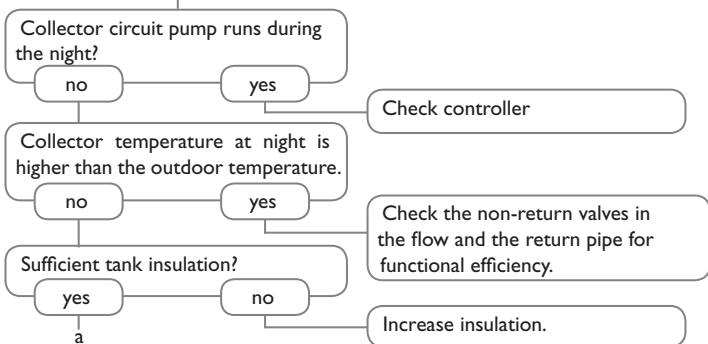 Collector circuit pump runs during
the night?
no
yes
Check controller
Collector temperature at night is
higher than the outdoor temperature.
no
yes
Check the non-return valves in
the flow and the return pipe for
functional efficiency.
Sufficient tank insulation?
yes
no
Increase insulation.
a